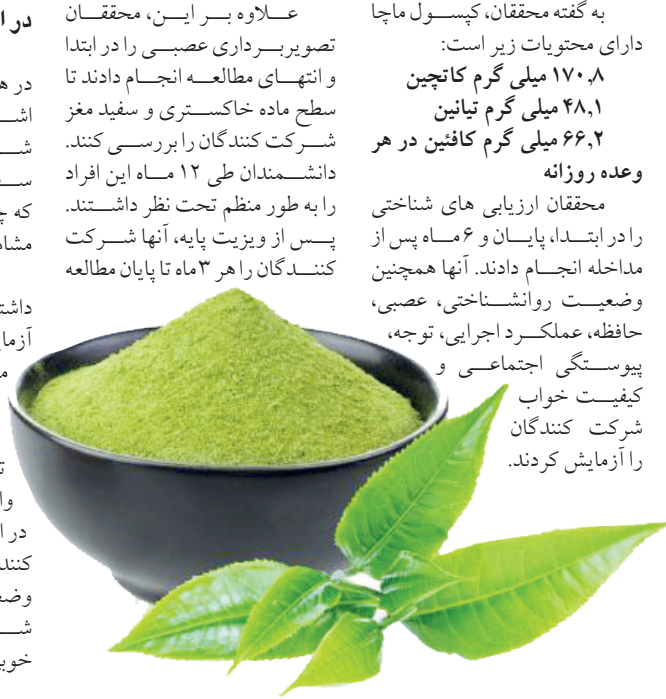 به گفته محققان، کپسول ماچا
دارای محتویات زیر است:
۱۷۰٫۸ میلی گرم کاتچین
۴۸٫۱ میلی گرم تیانین
۶۶٫۲ میلی گرم کافئین در هر
وعده روزانه
محققان ارزیابی های شناختی
را در ابتدا، پایان و ۶ ماه پس از
مداخله انجام دادند. آنها همچنین
وضعیت روانشناختی، عصبی،
حافظه، عملکرد اجرایی، توجه،
پیوستگی اجتماعی و
کیفیت خواب
شرکت کنندگان
را آزمایش کردند.
علاوه بر این، محققان
تصویربرداری عصبی را در ابتدا
و انتهای مطالعه انجام دادند تا
سطح ماده خاکستری و سفید مغز
شرکت کنندگان را بررسی کنند.
دانشمندان طی ۱۲ ماه این افراد
را به طور منظم تحت نظر داشتند.
پس از ویزیت پایه، آنها شرکت
کنندگان را هر ۳ ماه تا پایان مطالعه
در
که
در